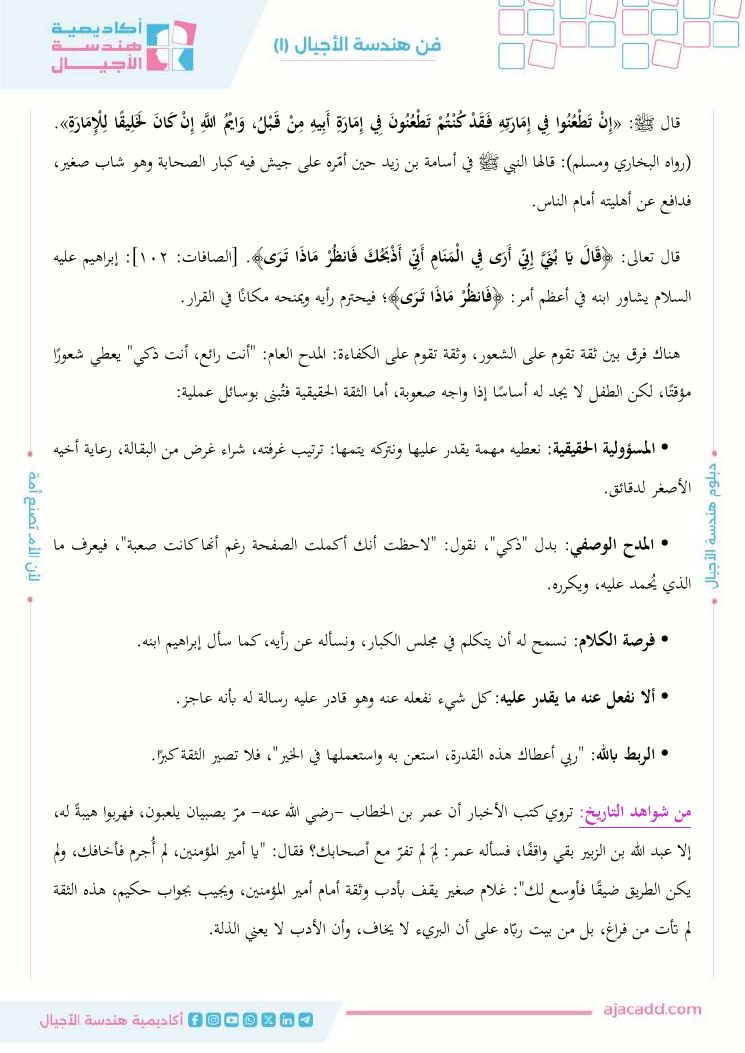 أكاديمية
هندسة
الأجيال
فن هندسة الأجيال (١)
قال ﷺ: «إِنْ تَطْعُنُوا فِي إِمَارَتِهِ فَقَدْ كُنْتُمْ تَطْعُنُونَ فِي إِمَارَةِ أَبِيهِ مِنْ قَبْلُ، وَايْمُ اللَّهِ إِنْ كَانَ لَخَلِيقًا لِلْإِمَارَةِ».
(رواه البخاري ومسلم): قالها النبي ﷺ في أسامة بن زيد حين أمّره على جيش فيه كبار الصحابة وهو شاب صغير،
فدافع عن أهليته أمام الناس.
قال تعالى: ﴿قَالَ يَا بُنَيَّ إِنِّي أَرَى فِي الْمَنَامِ أَنِّي أَذْبَحُكَ فَانظُرْ مَاذَا تَرَى﴾. [الصافات: ١٠٢]: إبراهيم عليه
السلام يشاور ابنه في أعظم أمر: ﴿فَانظُرْ مَاذَا تَرَى﴾؛ فيحترم رأيه ويمنحه مكانًا في القرار.
هناك فرق بين ثقة تقوم على الشعور، وثقة تقوم على الكفاءة: المدح العام: "أنت رائع، أنت ذكي" يعطي شعورًا
مؤقتًا، لكن الطفل لا يجد له أساسًا إذا واجه صعوبة، أما الثقة الحقيقية فتُبنى بوسائل عملية:
• المسؤولية الحقيقية: نعطيه مهمة يقدر عليها ونتركه يتمها: ترتيب غرفته، شراء غرض من البقالة، رعاية أخيه
الأصغر لدقائق.
• المدح الوصفي: بدل "ذكي"، نقول: "لاحظت أنك أكملت الصفحة رغم أنها كانت صعبة"، فيعرف ما
الذي يُحمد عليه، ويكرره.
• فرصة الكلام: نسمح له أن يتكلم في مجلس الكبار، ونسأله عن رأيه، كما سأل إبراهيم ابنه.
• ألا نفعل عنه ما يقدر عليه: كل شيء نفعله عنه وهو قادر عليه رسالة له بأنه عاجز.
• الربط بالله: "ربي أعطاك هذه القدرة، استعن به واستعملها في الخير"، فلا تصير الثقة كبرًا.
من شواهد التاريخ: تروي كتب الأخبار أن عمر بن الخطاب -رضي الله عنه- مرّ بصبيان يلعبون، فهربوا هيبةً له،
إلا عبد الله بن الزبير بقي واقفًا، فسأله عمر: لِمَ لم تفرّ مع أصحابك؟ فقال: "يا أمير المؤمنين، لم أُجرم فأخافك، ولم
يكن الطريق ضيقًا فأوسع لك": غلام صغير يقف بأدب وثقة أمام أمير المؤمنين، ويجيب بجواب حكيم، هذه الثقة
لم تأت من فراغ، بل من بيت ربّاه على أن البريء لا يخاف، وأن الأدب لا يعني الذلة.
دبلوم هندسة الأجيال
لأن الأمـ تصنع أمة
أكاديمية هندسة الأجيال
ajacadd.com